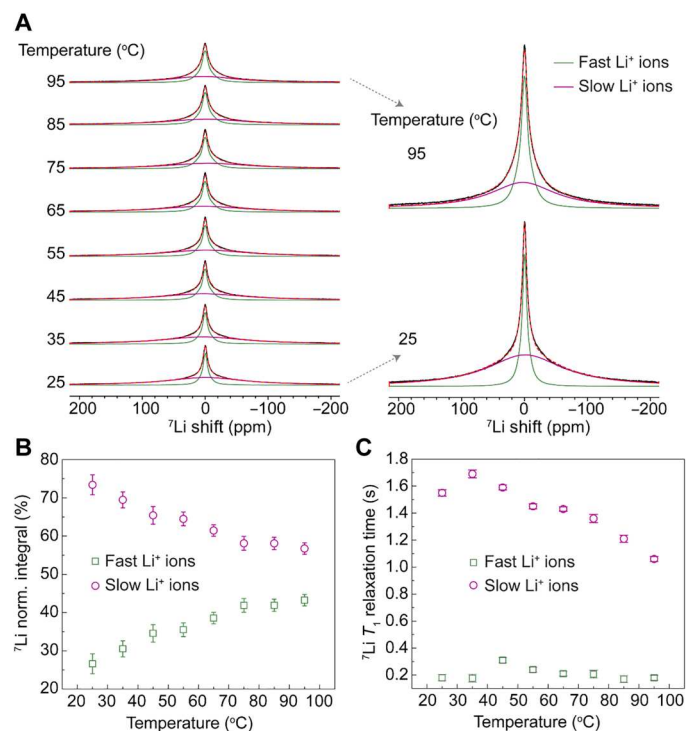 A
Temperature (°C)
95
85
75
65
55
45
35
25
200 100 0 −100 −200
⁷Li shift (ppm)
Fast Li⁺ ions
Slow Li⁺ ions
Temperature (°C)
95
25
200 100 0 −100 −200
⁷Li shift (ppm)
B
⁷Li norm. integral (%)
80
70
60
50
40
30
20
Fast Li⁺ ions
Slow Li⁺ ions
20 30 40 50 60 70 80 90 100
Temperature (°C)
C
⁷Li T₁ relaxation time (s)
1.8
1.6
1.4
1.2
1.0
0.8
0.6
0.4
0.2
Fast Li⁺ ions
Slow Li⁺ ions
20 30 40 50 60 70 80 90 100
Temperature (°C)